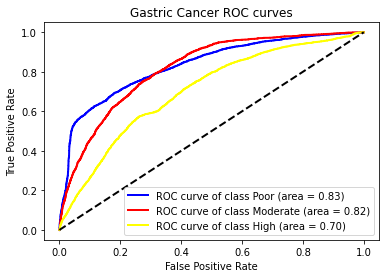 Gastric Cancer ROC curves
True Positive Rate
1.0
0.8
0.6
0.4
0.2
0.0
ROC curve of class Poor (area = 0.83)
ROC curve of class Moderate (area = 0.82)
ROC curve of class High (area = 0.70)
0.0 0.2 0.4 0.6 0.8 1.0
False Positive Rate